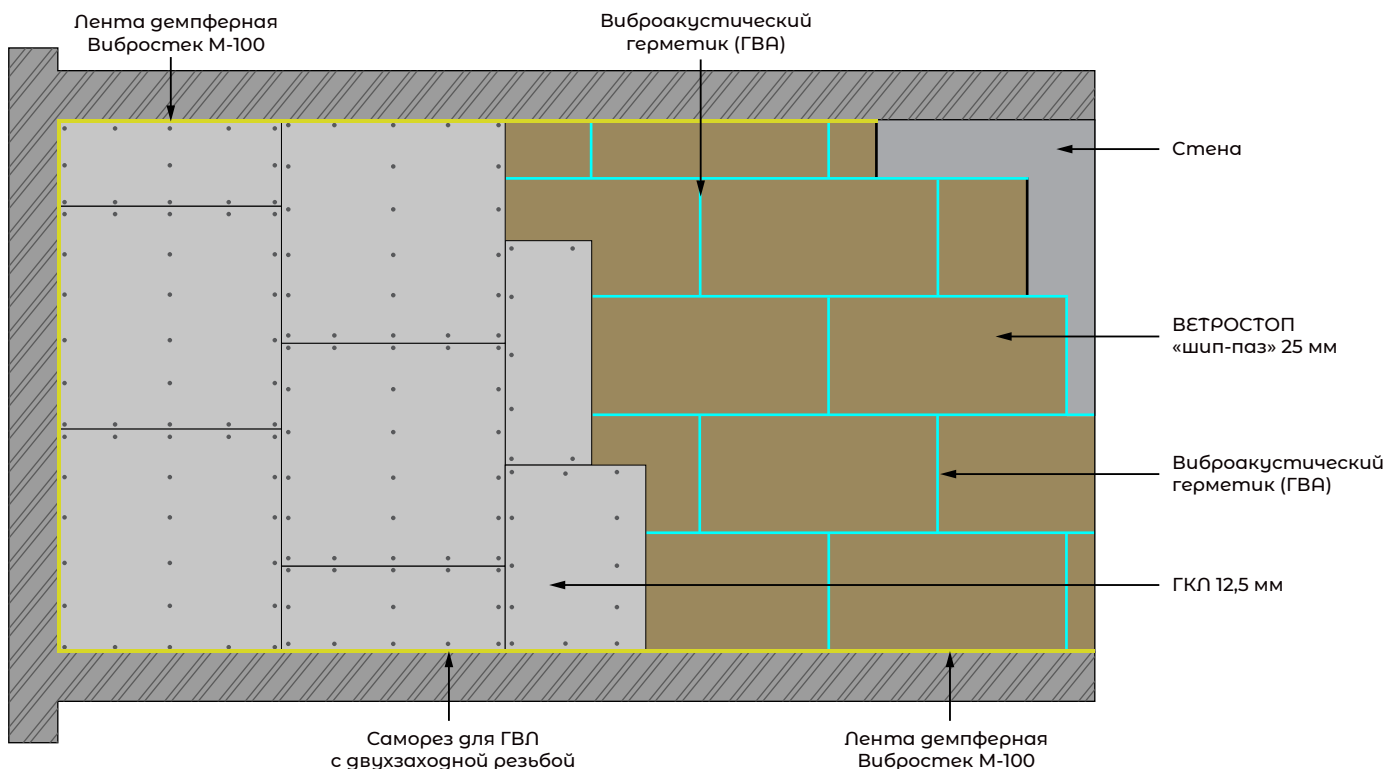 Лента демпферная
Вибростек М-100
Виброакустический
герметик (ГВА)
Стена
ВЕТРОСТОП
«шип-паз» 25 мм
Виброакустический
герметик (ГВА)
ГКЛ 12,5 мм
Саморез для ГВЛ
с двухзаходной резьбой
Лента демпферная
Вибростек М-100